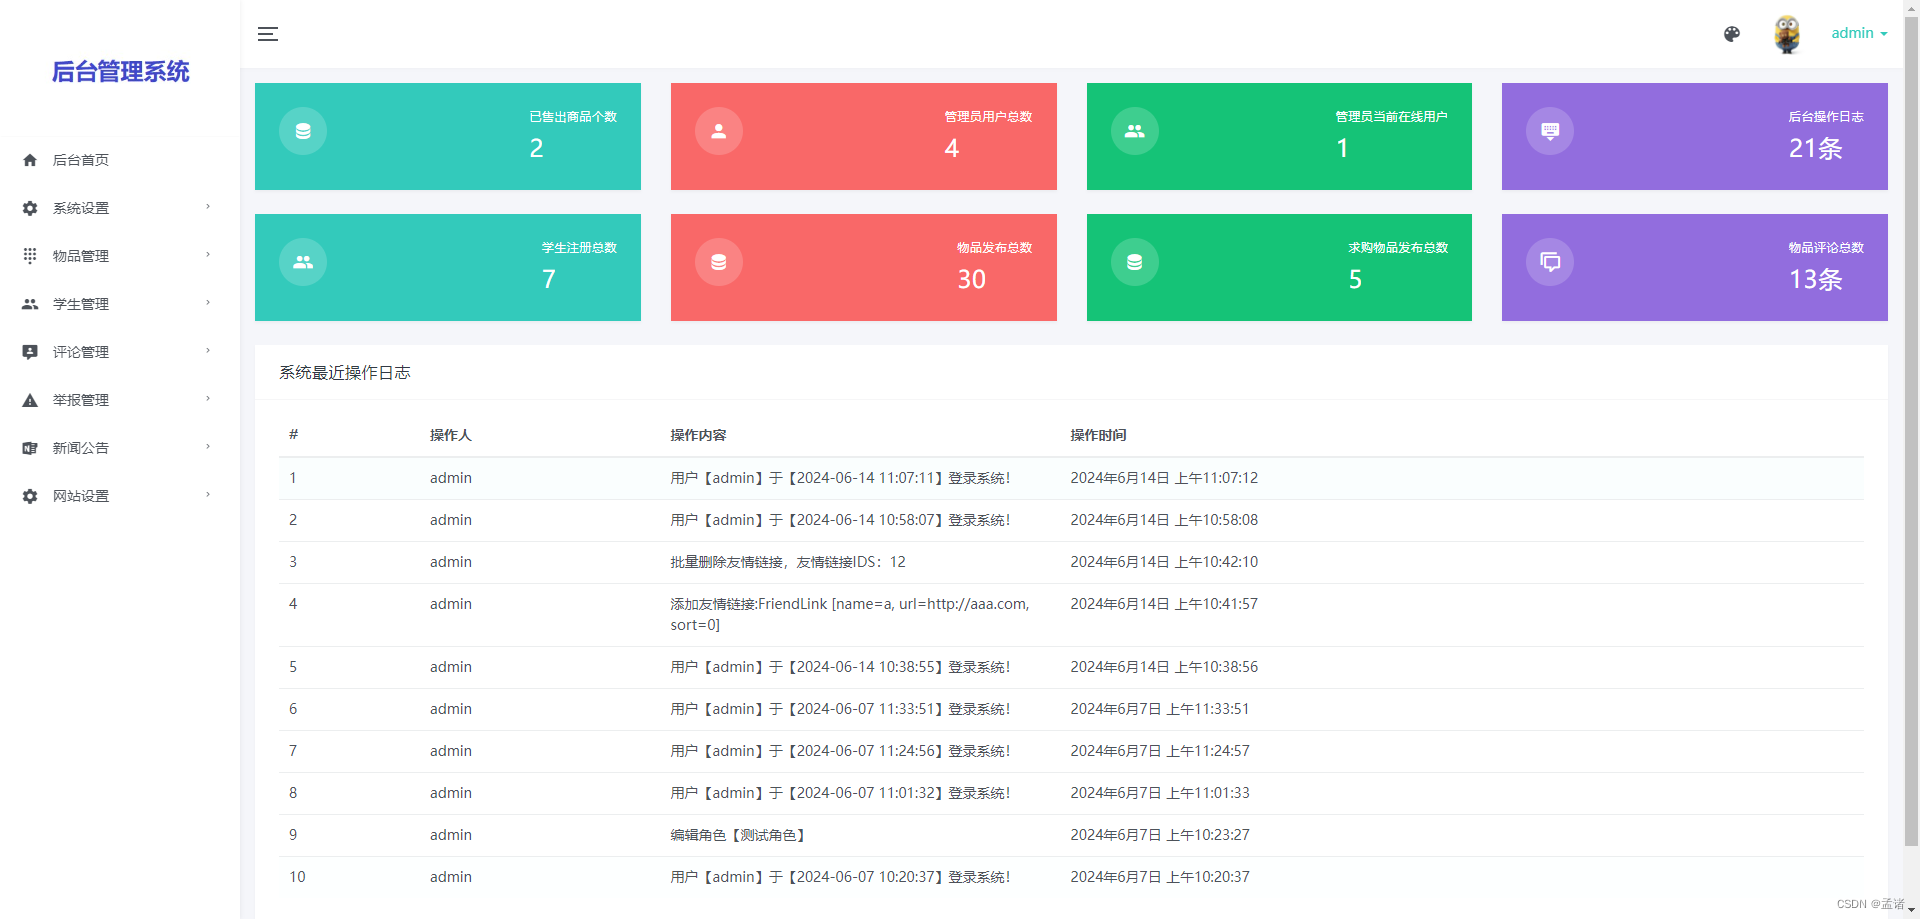 后台管理系统
后台首页
系统设置
物品管理
学生管理
评论管理
举报管理
新闻公告
网站设置
admin
已售出商品个数
2
管理员用户总数
4
管理员当前在线用户
1
后台操作日志
21条
学生注册总数
7
物品发布总数
30
求购物品发布总数
5
物品评论总数
13条
系统最近操作日志
# 操作人 操作内容 操作时间
1 admin 用户【admin】于【2024-06-14 11:07:11】登录系统! 2024年6月14日 上午11:07:12
2 admin 用户【admin】于【2024-06-14 10:58:07】登录系统! 2024年6月14日 上午10:58:08
3 admin 批量删除友情链接，友情链接IDS：12 2024年6月14日 上午10:42:10
4 admin 添加友情链接:FriendLink [name=a, url=http://aaa.com, 2024年6月14日 上午10:41:57
sort=0]
5 admin 用户【admin】于【2024-06-14 10:38:55】登录系统! 2024年6月14日 上午10:38:56
6 admin 用户【admin】于【2024-06-07 11:33:51】登录系统! 2024年6月7日 上午11:33:51
7 admin 用户【admin】于【2024-06-07 11:24:56】登录系统! 2024年6月7日 上午11:24:57
8 admin 用户【admin】于【2024-06-07 11:01:32】登录系统! 2024年6月7日 上午11:01:33
9 admin 编辑角色【测试角色】 2024年6月7日 上午10:23:27
10 admin 用户【admin】于【2024-06-07 10:20:37】登录系统! 2024年6月7日 上午10:20:37
CSDN @孟诸